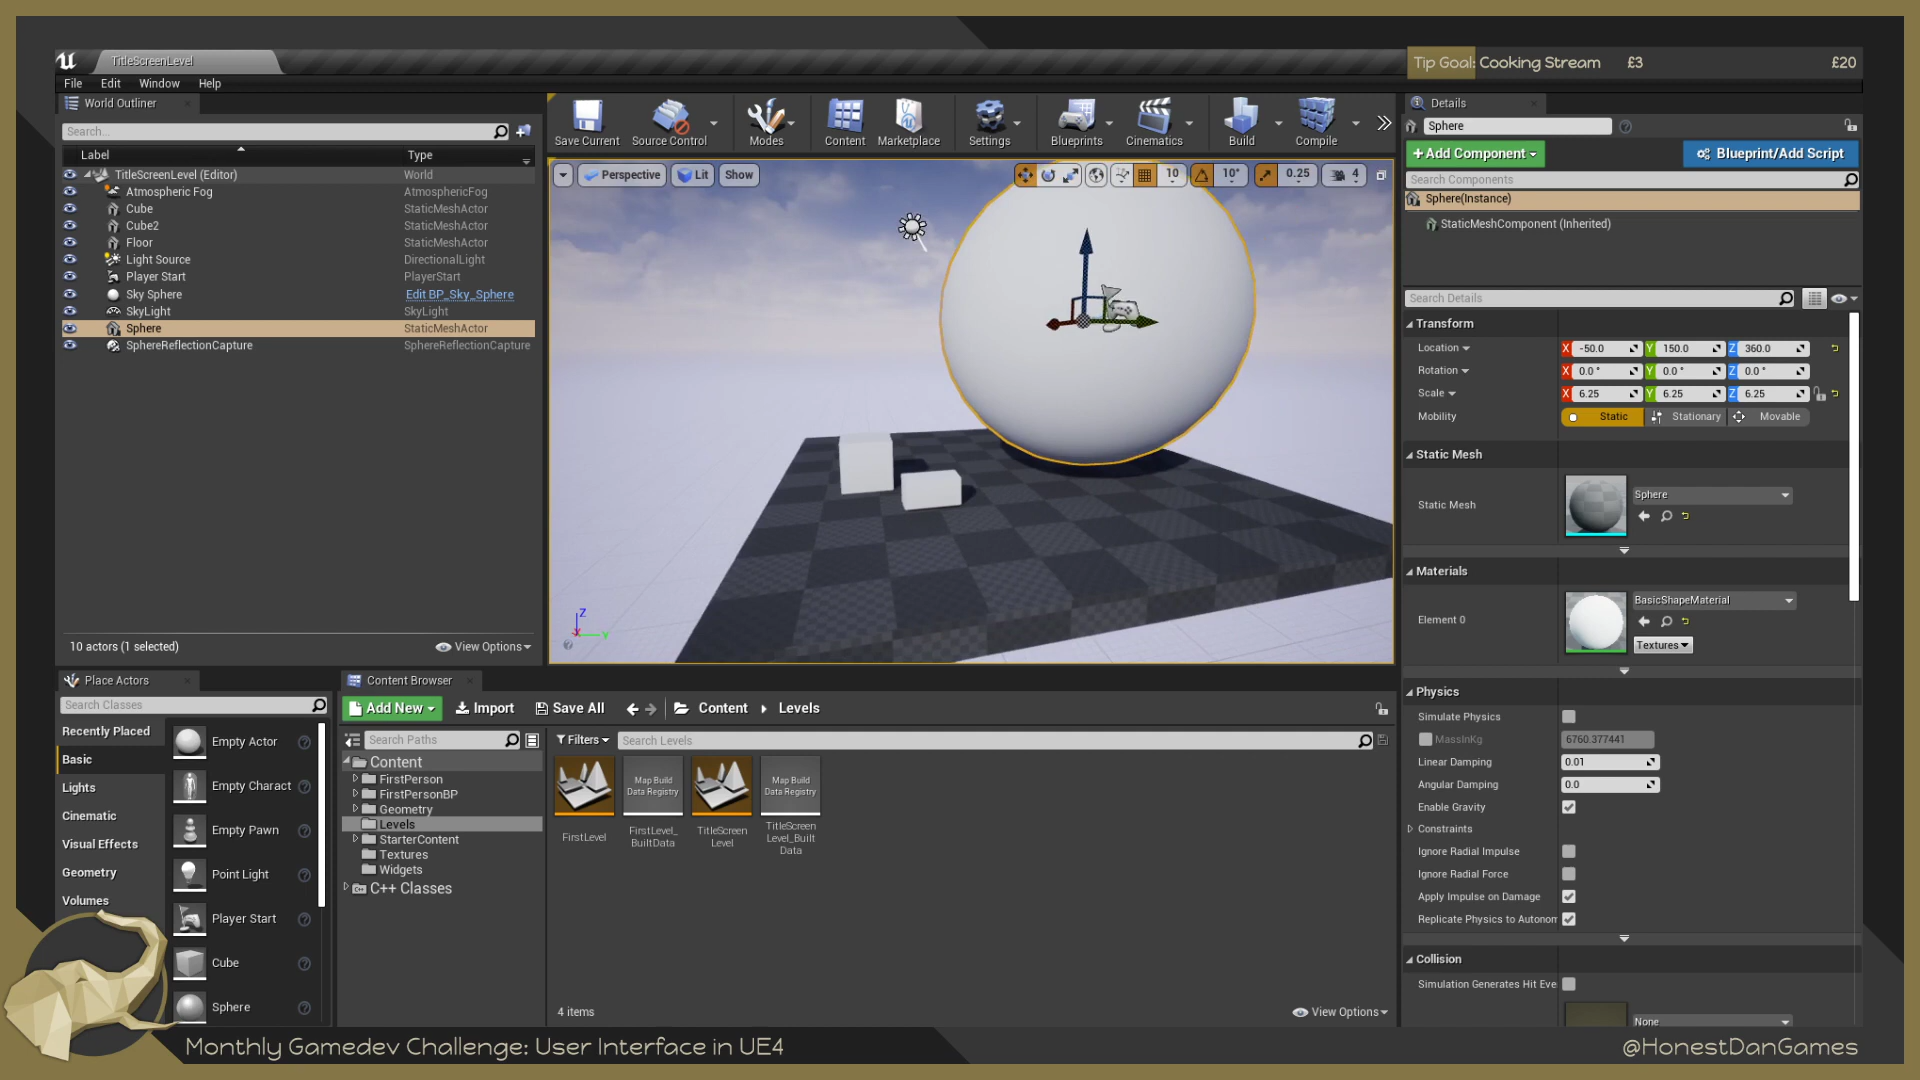 TitleScreenLevel
Tip Goal: Cooking Stream £3 £20
File Edit Window Help
World Outliner
Search...
Label Type
TitleScreenLevel (Editor) World
Atmospheric Fog AtmosphericFog
Cube StaticMeshActor
Cube2 StaticMeshActor
Floor StaticMeshActor
Light Source DirectionalLight
Player Start PlayerStart
Sky Sphere Edit BP_Sky_Sphere
SkyLight SkyLight
Sphere StaticMeshActor
SphereReflectionCapture SphereReflectionCapture
10 actors (1 selected) View Options
Save Current Source Control Modes Content Marketplace Settings Blueprints Cinematics Build Compile
Perspective Lit Show 10 10° 0.25 4
Z
X Y
Details
Sphere
+Add Component Blueprint/Add Script
Search Components
Sphere(Instance)
StaticMeshComponent (Inherited)
Search Details
Transform
Location X -50.0 Y 150.0 Z 360.0
Rotation X 0.0 ° Y 0.0 ° Z 0.0 °
Scale X 6.25 Y 6.25 Z 6.25
Mobility Static Stationary Movable
Static Mesh
Static Mesh Sphere
Materials
Element 0 BasicShapeMaterial
Textures
Physics
Simulate Physics
MassInKg 6760.377441
Linear Damping 0.01
Angular Damping 0.0
Enable Gravity
Constraints
Ignore Radial Impulse
Ignore Radial Force
Apply Impulse on Damage
Replicate Physics to Autonom
Collision
Simulation Generates Hit Eve
None
Place Actors
Search Classes
Recently Placed
Basic
Lights
Cinematic
Visual Effects
Geometry
Volumes
Empty Actor
Empty Charact
Empty Pawn
Point Light
Player Start
Cube
Sphere
Content Browser
Add New Import Save All Content Levels
Search Paths
Content
FirstPerson
FirstPersonBP
Geometry
Levels
StarterContent
Textures
Widgets
C++ Classes
Filters Search Levels
Map Build
Data Registry
Map Build
Data Registry
FirstLevel
FirstLevel_
BuiltData
TitleScreen
Level
TitleScreen
Level_Built
Data
4 items View Options
Monthly Gamedev Challenge: User Interface in UE4
@HonestDanGames